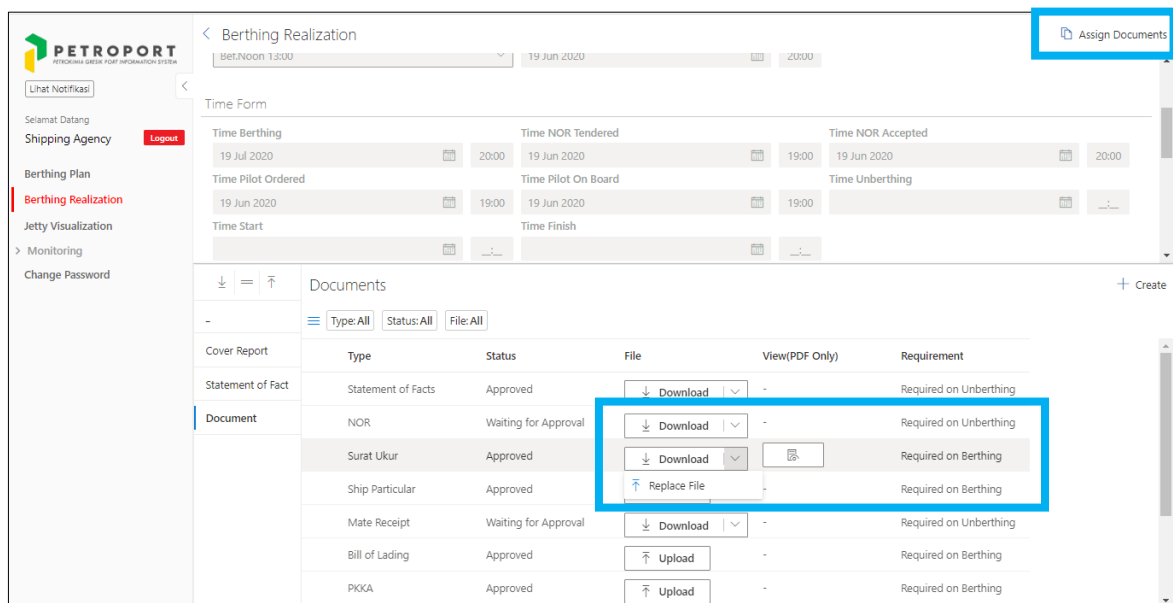 PETROPORT
PETROKIMIA GRESIK PORT INFORMATION SYSTEM
Lihat Notifikasi
Selamat Datang
Shipping Agency Logout
Berthing Plan
Berthing Realization
Jetty Visualization
Monitoring
Change Password
Berthing Realization Assign Documents
Bef.Noon 13:00 19 Jun 2020 20:00
Time Form
Time Berthing Time NOR Tendered Time NOR Accepted
19 Jul 2020 20:00 19 Jun 2020 19:00 19 Jun 2020 20:00
Time Pilot Ordered Time Pilot On Board Time Unberthing
19 Jun 2020 19:00 19 Jun 2020 19:00 __:__
Time Start Time Finish
__:__ __:__
–
Cover Report
Statement of Fact
Document
Documents + Create
Type: All Status: All File: All
Type Status File View(PDF Only) Requirement
Statement of Facts Approved Download - Required on Unberthing
NOR Waiting for Approval Download - Required on Unberthing
Surat Ukur Approved Download Required on Berthing
Replace File
Ship Particular Approved - Required on Berthing
Mate Receipt Waiting for Approval Download - Required on Unberthing
Bill of Lading Approved Upload - Required on Berthing
PKKA Approved Upload - Required on Berthing